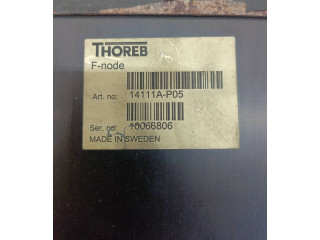 THOREB
F-node
Art. no: 14111A-P05
Ser. no: 10066806
MADE IN SWEDEN